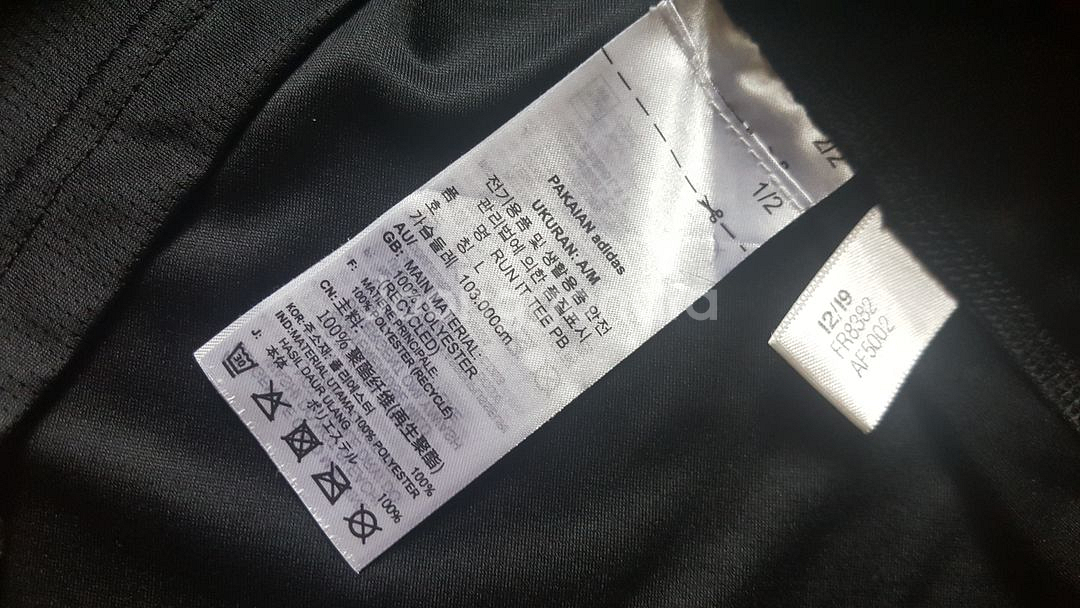 2/2
1/2
PAKAIAN adidas
UKURAN: A/M
전기용품 및 생활용품 안전
관리법에 의한 품질표시
품 명 RUN IT TEE PB
호 칭 L
가슴둘레 103.000cm
AU/
GB: MAIN MATERIAL:
100% POLYESTER
(RECYCLED)
F: MATIERE PRINCIPALE:
100% POLYESTER (RECYCLE)
CN: 主料:
100% 聚酯纤维(再生聚酯)
KOR-주소재-폴리에스터 100%
IND:MATERIAL UTAMA: 100% POLYESTER
HASIL DAUR ULANG
J. 本体 ポリエステル 100%
12/19
FR8382
AF5002